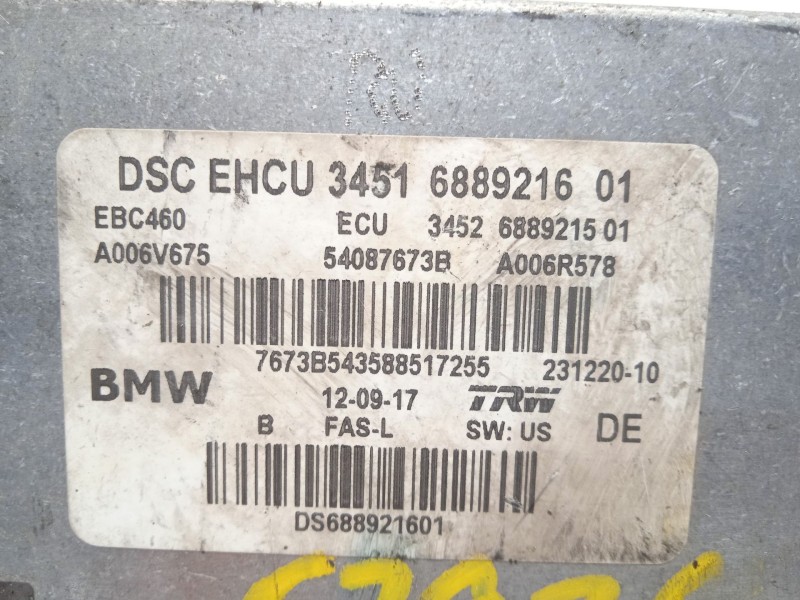 DSC EHCU 3451 6889216 01
EBC460 ECU 3452 6889215 01
A006V675 54087673B A006R578
7673B543588517255 231220-10
BMW 12-09-17 TRW
B FAS-L SW: US DE
DS688921601